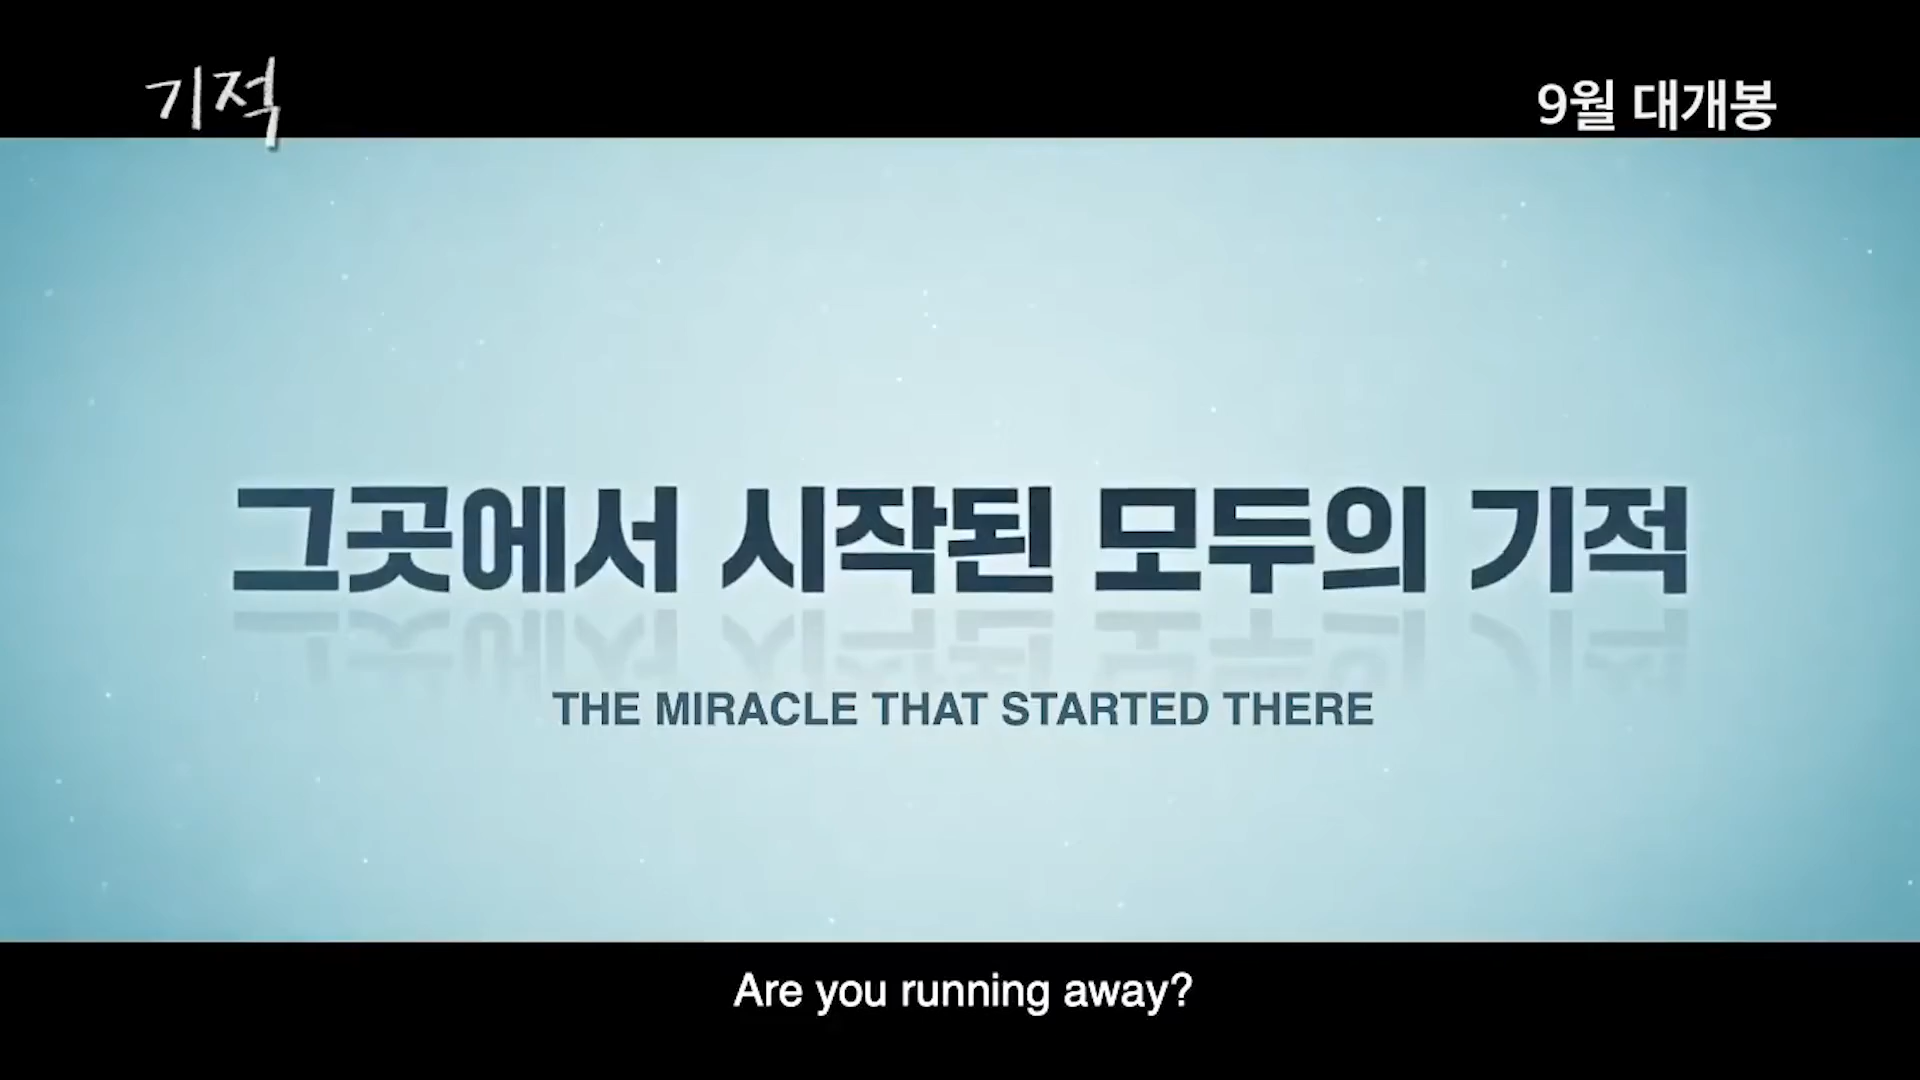 기적
9월 대개봉
그곳에서 시작된 모두의 기적
THE MIRACLE THAT STARTED THERE
Are you running away?